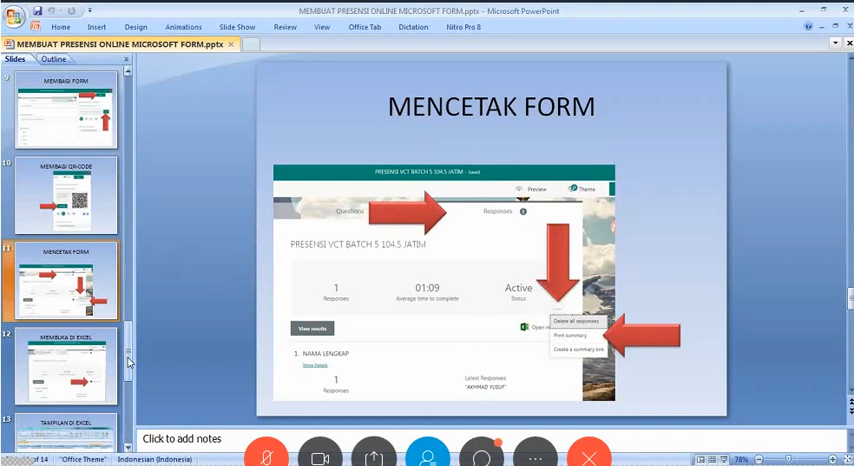 MEMBUAT PRESENSI ONLINE MICROSOFT FORM.pptx - Microsoft PowerPoint
Home Insert Design Animations Slide Show Review View Office Tab Dictation Nitro Pro 8
MEMBUAT PRESENSI ONLINE MICROSOFT FORM.pptx
Slides Outline
9
MEMBAGI FORM
10
MEMBAGI QR-CODE
11
MENCETAK FORM
12
MEMBUKA DI EXCEL
13
TAMPILAN DI EXCEL
MENCETAK FORM
PRESENSI VCT BATCH 5 104.5 JATIM - Saved
Preview Theme
Questions Responses 1
PRESENSI VCT BATCH 5 104.5 JATIM
1 01:09 Active
Responses Average time to complete Status
View results
Open
Delete all responses
Print summary
Create a summary link
1. NAMA LENGKAP
More Details
1
Responses
Latest Responses
"AKHMAD YUSUF"
Click to add notes
of 14 "Office Theme" Indonesian (Indonesia) 78%